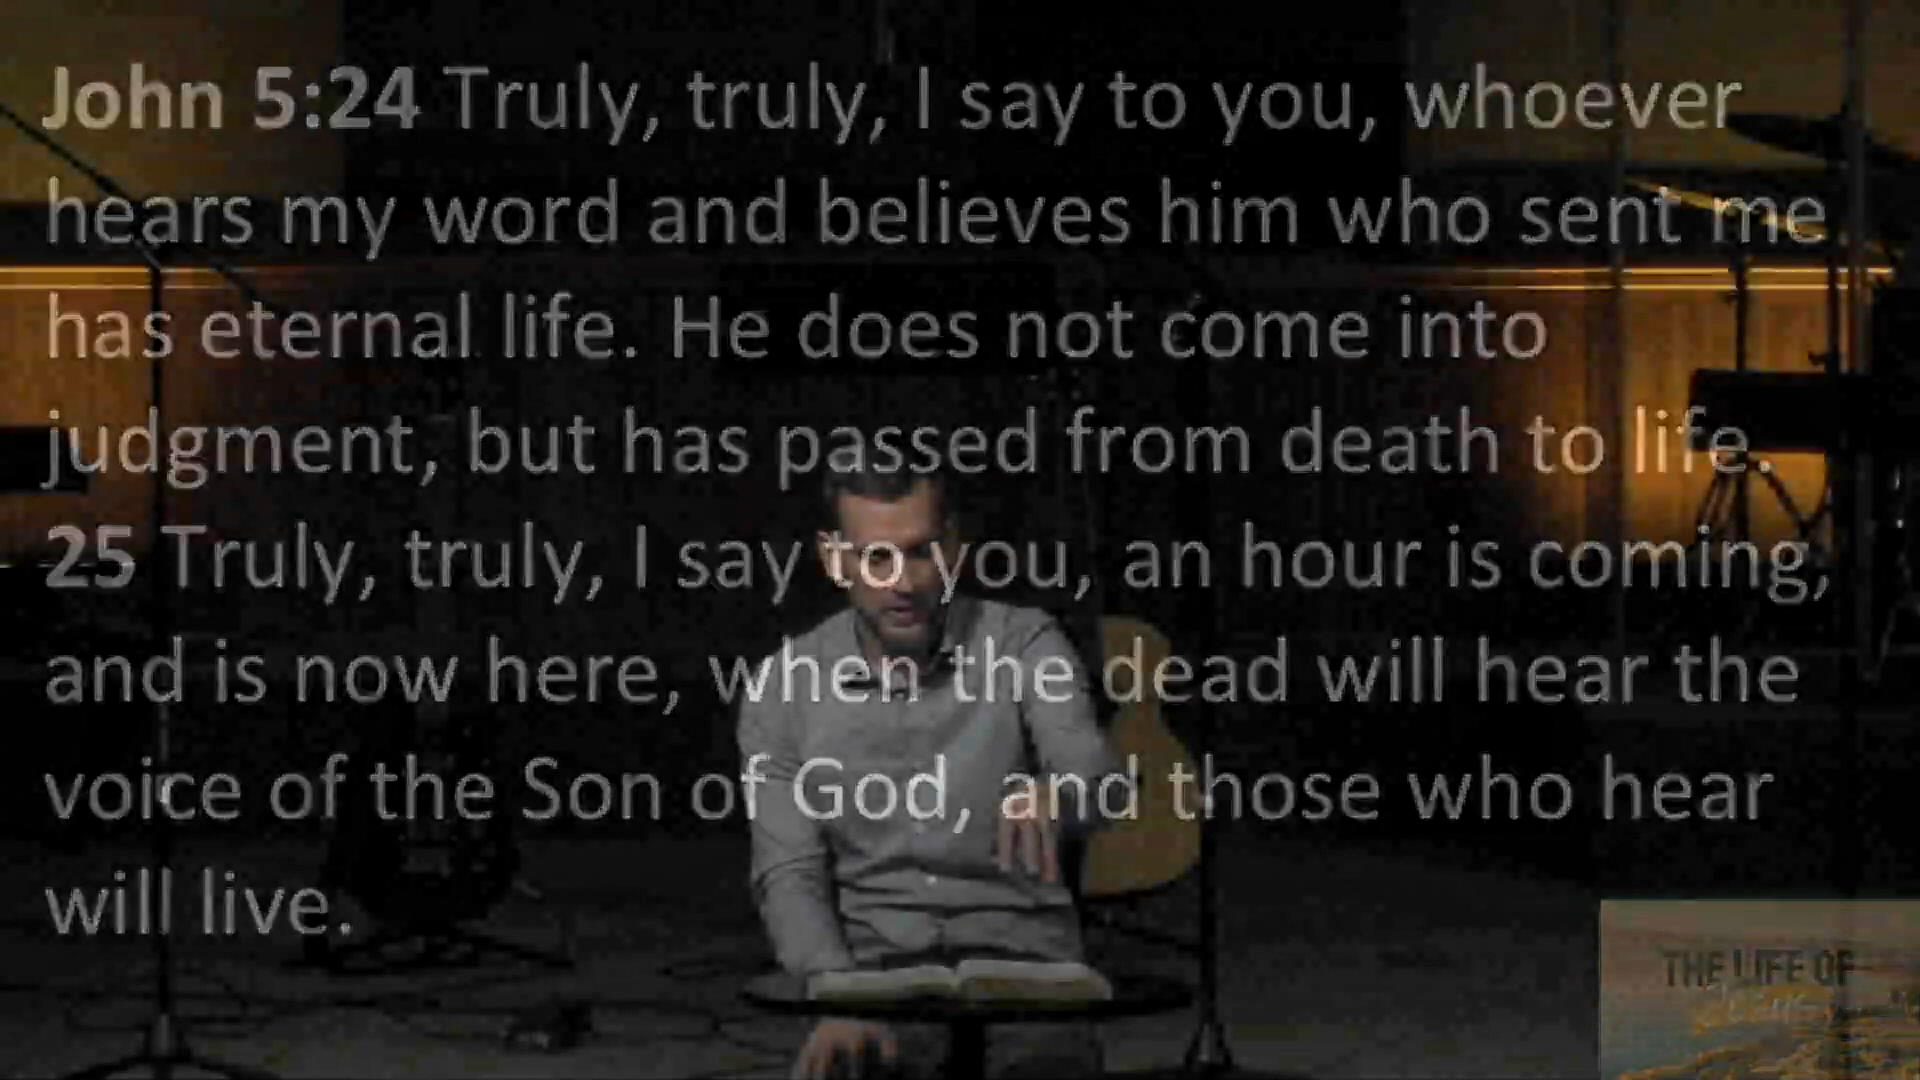 John 5:24 Truly, truly, I say to you, whoever
hears my word and believes him who sent me
has eternal life. He does not come into
judgment, but has passed from death to life.
25 Truly, truly, I say to you, an hour is coming,
and is now here, when the dead will hear the
voice of the Son of God, and those who hear
will live.
THE LIFE OF